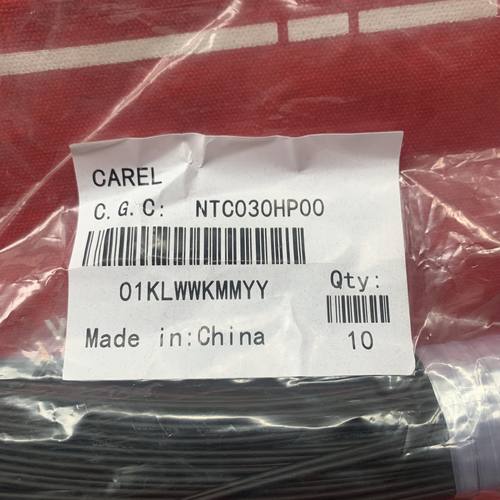 CAREL
C.G.C: NTC030HP00
01KLWWKMMYY
Qty:
Made in:China
10